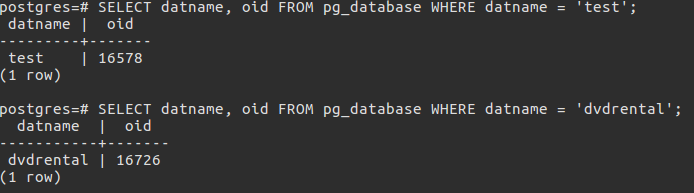 postgres=# SELECT datname, oid FROM pg_database WHERE datname = 'test';
 datname |  oid
---------+-------
 test    | 16578
(1 row)

postgres=# SELECT datname, oid FROM pg_database WHERE datname = 'dvdrental';
  datname  |  oid
-----------+-------
 dvdrental | 16726
(1 row)